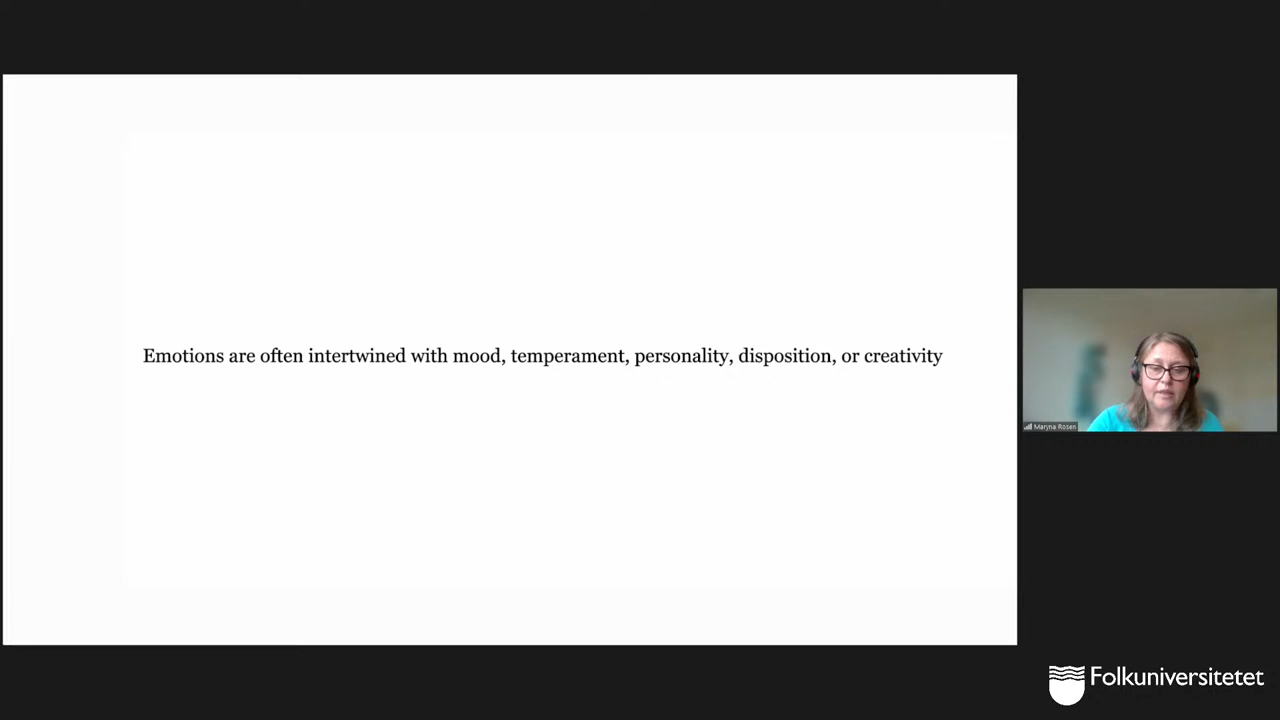 Emotions are often intertwined with mood, temperament, personality, disposition, or creativity
Maryna Rosen
Folkuniversitetet